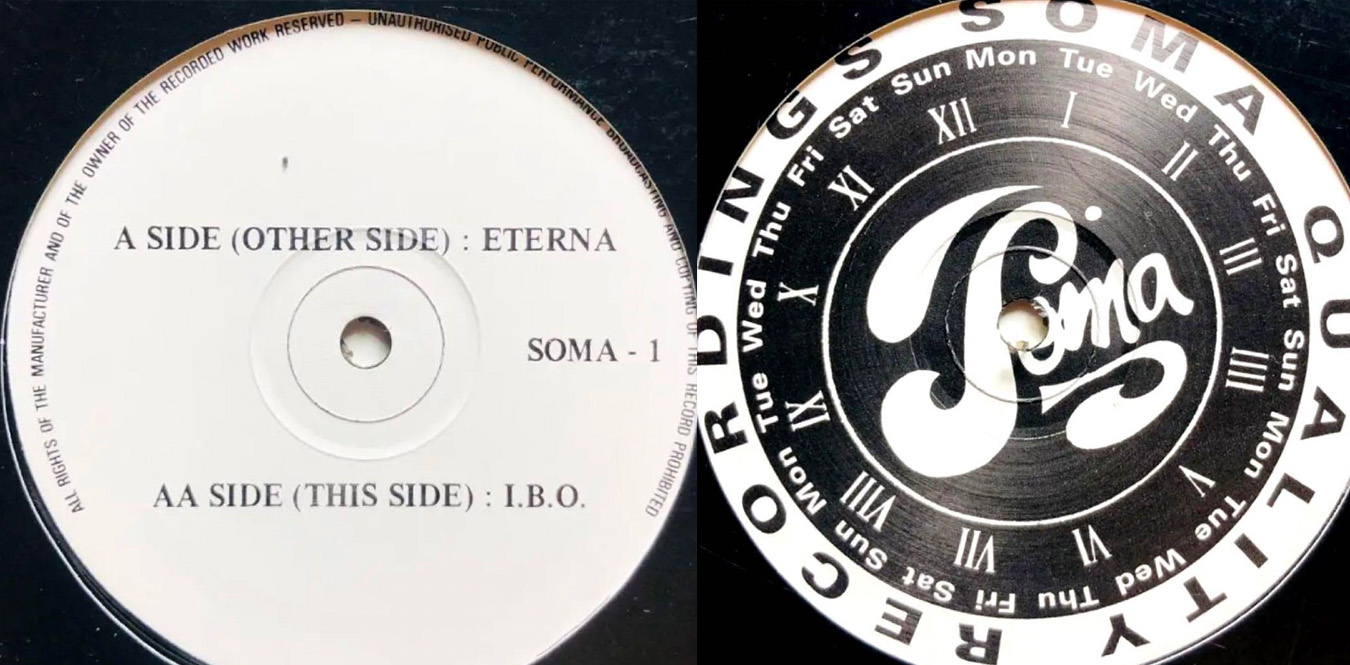 ALL RIGHTS OF THE MANUFACTURER AND OF THE OWNER OF THE RECORDED WORK RESERVED – UNAUTHORISED PUBLIC PERFORMANCE BROADCASTING AND COPYING OF THIS RECORD PROHIBITED
A SIDE (OTHER SIDE) : ETERNA
SOMA - 1
AA SIDE (THIS SIDE) : I.B.O.
SOMA QUALITY RECORDINGS
Mon Tue Wed Thu Fri Sat Sun Mon Tue Wed Thu Fri Sat Sun Mon Tue Wed Thu Fri Sat Sun
XII I II III IIII V VI VII VIII IX X XI
Soma